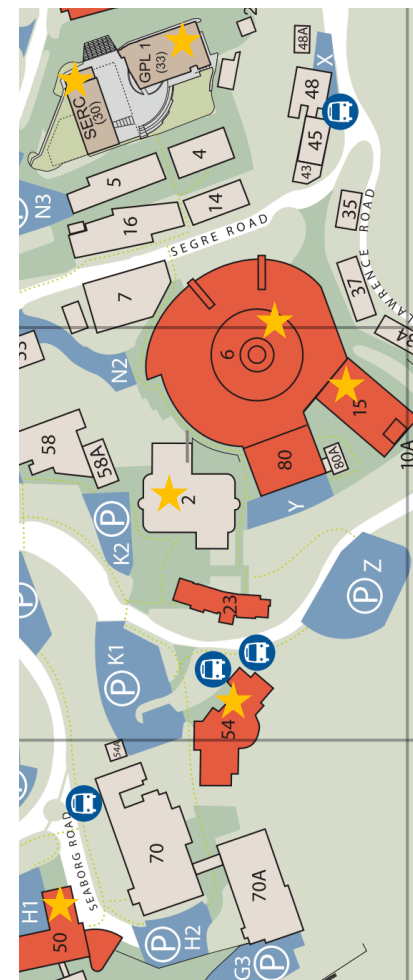 2
48A
X
GPL 1
(33)
SERC
(30)
48
45
43
4
5
N3
14
16
35
SEGRE ROAD
LAWRENCE ROAD
37
7
34
6
N2
15
10A
58
58A
80
80A
2
Y
P
K2
P
P
Z
23
K1
P
54
54A
SEABORG ROAD
70
70A
H1
50
P
H2
G3
P